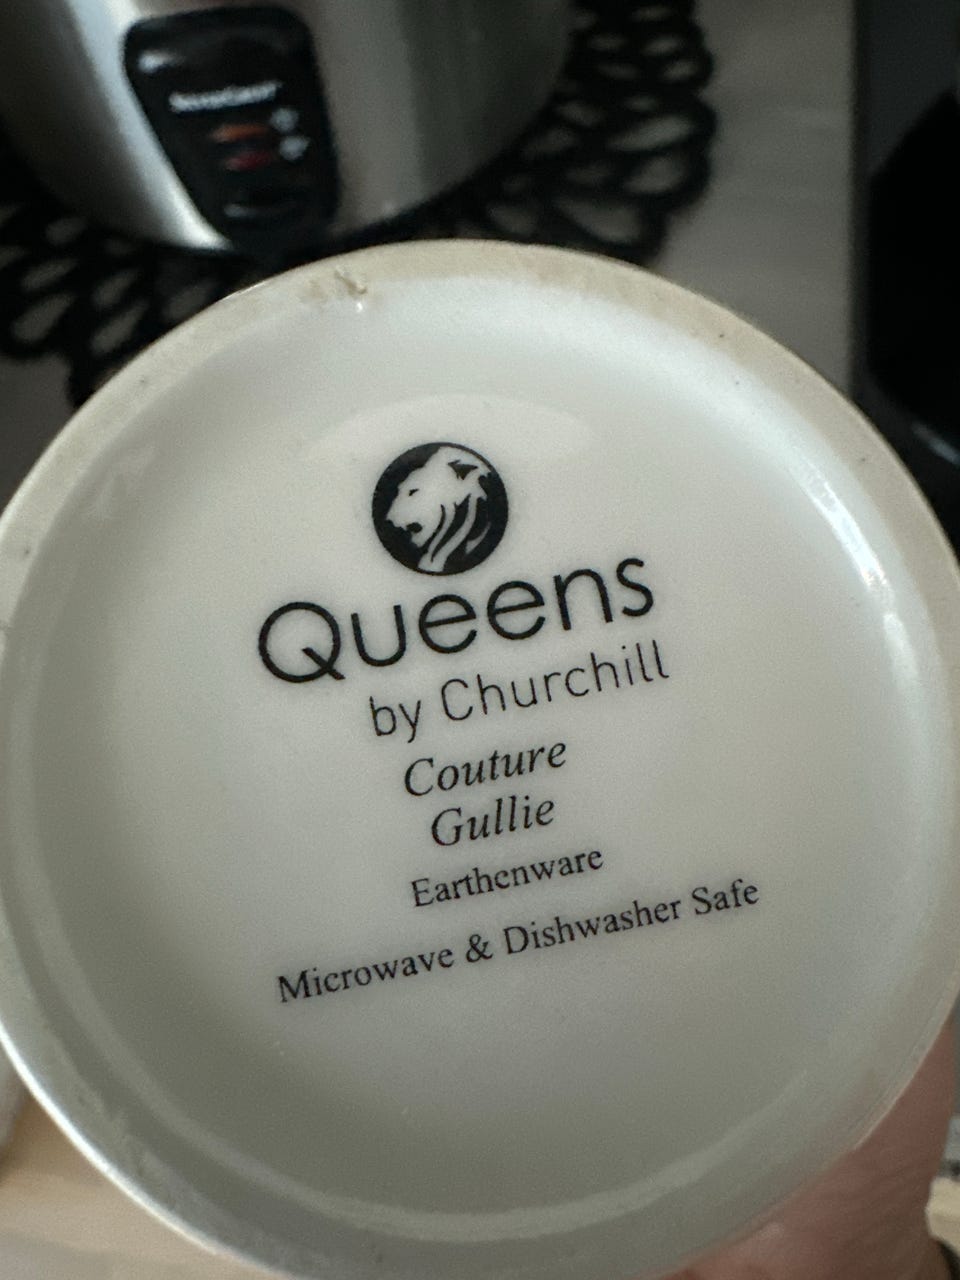 Queens
by Churchill
Couture
Gullie
Earthenware
Microwave & Dishwasher Safe